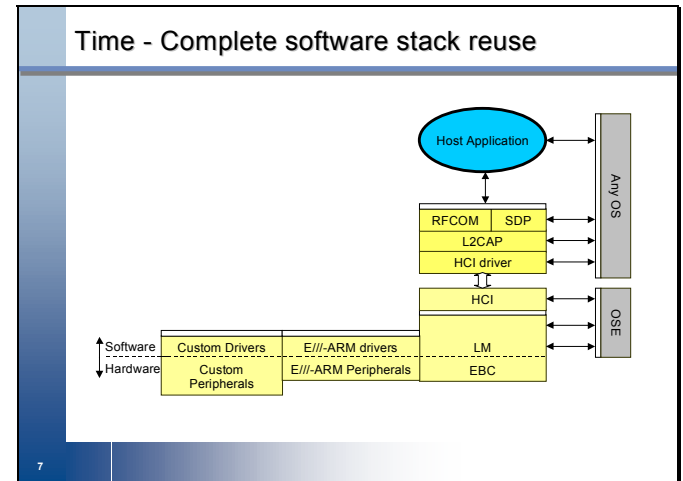 Time - Complete software stack reuse
Host Application
Any OS
RFCOM
SDP
L2CAP
HCI driver
HCI
OSE
Software
Custom Drivers
E///-ARM drivers
LM
Hardware
Custom
Peripherals
E///-ARM Peripherals
EBC
7